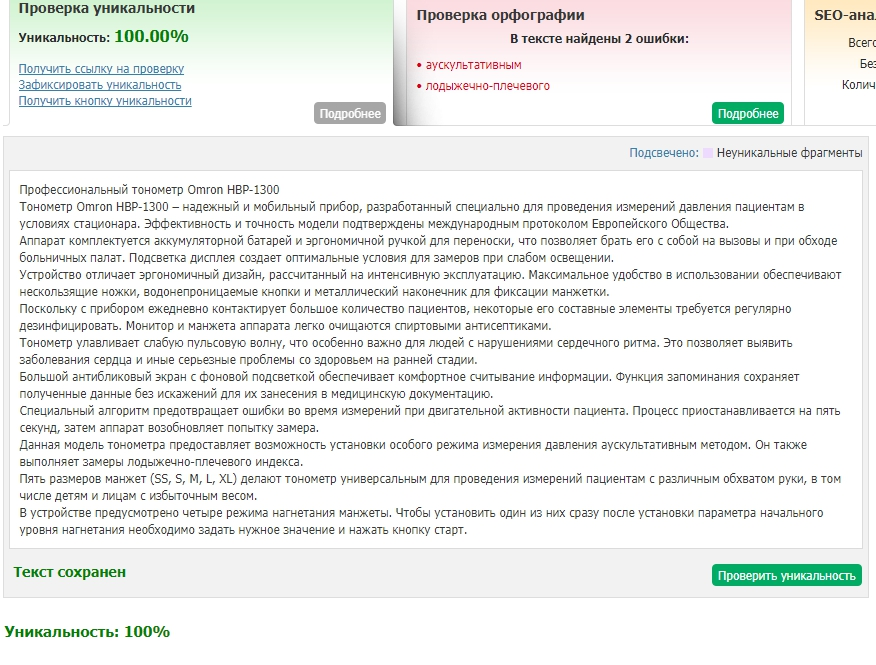 Проверка уникальности
Уникальность: 100.00%
Получить ссылку на проверку
Зафиксировать уникальность
Получить кнопку уникальности
Подробнее
Проверка орфографии
В тексте найдены 2 ошибки:
• аускультативным
• лодыжечно-плечевого
Подробнее
SEO-ана
Всего
Без
Колич
Подсвечено: Неуникальные фрагменты
Профессиональный тонометр Omron HBP-1300
Тонометр Omron HBP-1300 – надежный и мобильный прибор, разработанный специально для проведения измерений давления пациентам в
условиях стационара. Эффективность и точность модели подтверждены международным протоколом Европейского Общества.
Аппарат комплектуется аккумуляторной батарей и эргономичной ручкой для переноски, что позволяет брать его с собой на вызовы и при обходе
больничных палат. Подсветка дисплея создает оптимальные условия для замеров при слабом освещении.
Устройство отличает эргономичный дизайн, рассчитанный на интенсивную эксплуатацию. Максимальное удобство в использовании обеспечивают
нескользящие ножки, водонепроницаемые кнопки и металлический наконечник для фиксации манжетки.
Поскольку с прибором ежедневно контактирует большое количество пациентов, некоторые его составные элементы требуется регулярно
дезинфицировать. Монитор и манжета аппарата легко очищаются спиртовыми антисептиками.
Тонометр улавливает слабую пульсовую волну, что особенно важно для людей с нарушениями сердечного ритма. Это позволяет выявить
заболевания сердца и иные серьезные проблемы со здоровьем на ранней стадии.
Большой антибликовый экран с фоновой подсветкой обеспечивает комфортное считывание информации. Функция запоминания сохраняет
полученные данные без искажений для их занесения в медицинскую документацию.
Специальный алгоритм предотвращает ошибки во время измерений при двигательной активности пациента. Процесс приостанавливается на пять
секунд, затем аппарат возобновляет попытку замера.
Данная модель тонометра предоставляет возможность установки особого режима измерения давления аускультативным методом. Он также
выполняет замеры лодыжечно-плечевого индекса.
Пять размеров манжет (SS, S, M, L, XL) делают тонометр универсальным для проведения измерений пациентам с различным обхватом руки, в том
числе детям и лицам с избыточным весом.
В устройстве предусмотрено четыре режима нагнетания манжеты. Чтобы установить один из них сразу после установки параметра начального
уровня нагнетания необходимо задать нужное значение и нажать кнопку старт.
Текст сохранен
Проверить уникальность
Уникальность: 100%